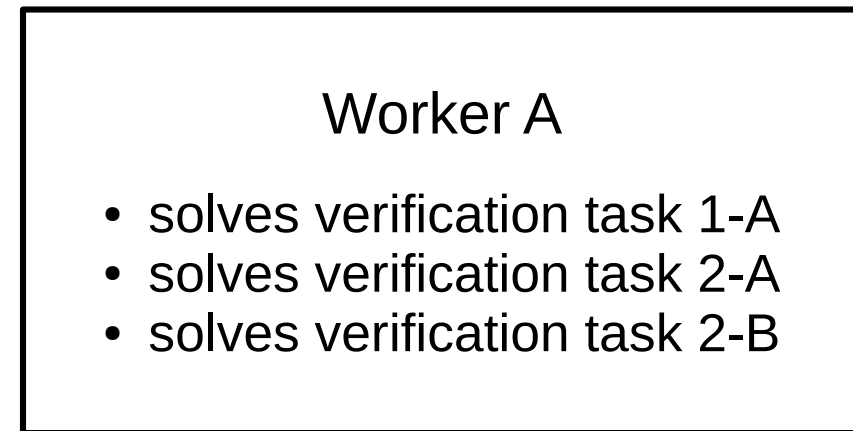 Worker A
• solves verification task 1-A
• solves verification task 2-A
• solves verification task 2-B